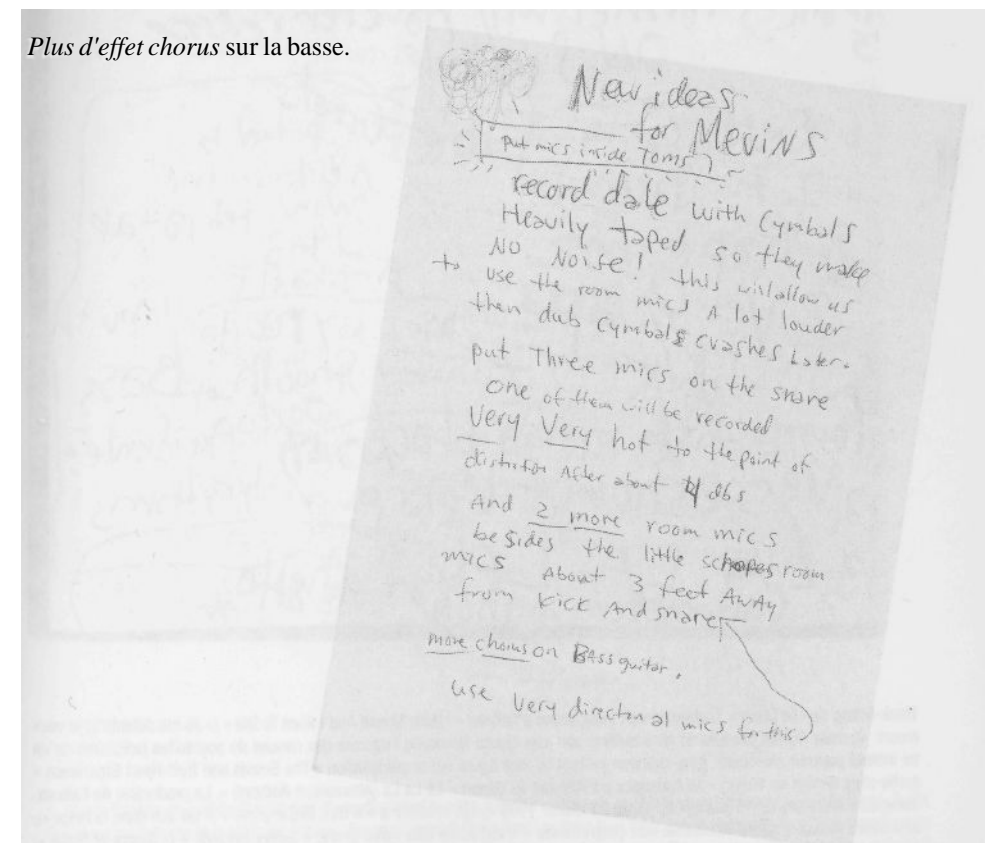 Plus d'effet chorus sur la basse.
New ideas
for MeviNS
put mics inside Toms
record date with Cymbals
Heavily taped so they make
NO NOISE! this will allow us
to use the room mics A lot louder
then dub Cymbals crashes Later.
put Three mics on the snare
one of them will be recorded
Very Very hot to the point of
After about 4 dbs
And 2 more room mics
besides the little room
mics About 3 feet AwAy
from kick And snare
more chorus on BAss guitar,
use very mics for this